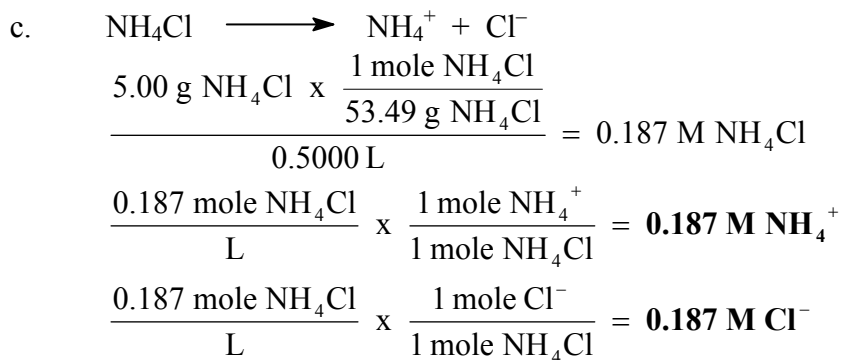 c. NH₄Cl ⟶ NH₄⁺ + Cl⁻
5.00 g NH₄Cl x 1 mole NH₄Cl / 53.49 g NH₄Cl
0.5000 L
= 0.187 M NH₄Cl
0.187 mole NH₄Cl / L x 1 mole NH₄⁺ / 1 mole NH₄Cl = 0.187 M NH₄⁺
0.187 mole NH₄Cl / L x 1 mole Cl⁻ / 1 mole NH₄Cl = 0.187 M Cl⁻